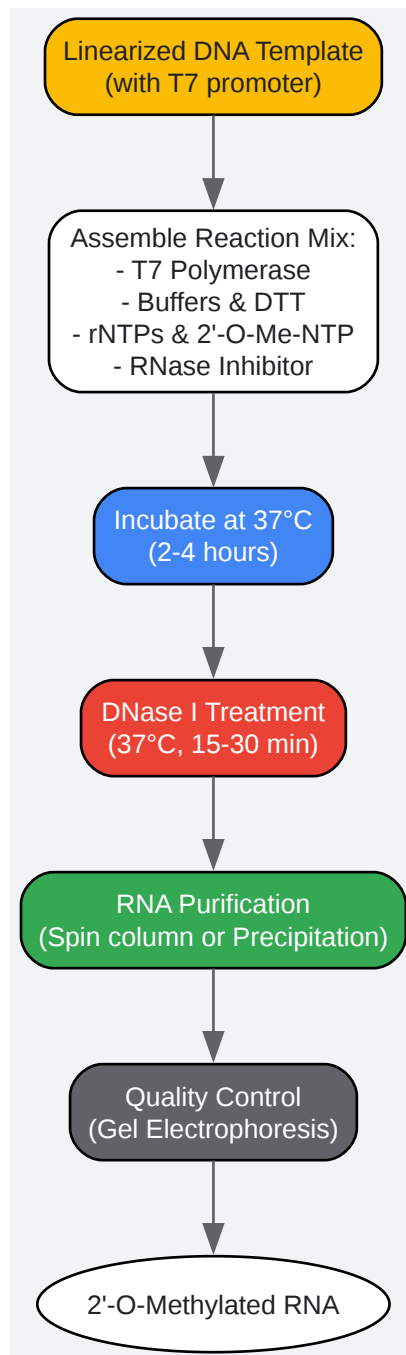 Linearized DNA Template
(with T7 promoter)
Assemble Reaction Mix:
- T7 Polymerase
- Buffers & DTT
- rNTPs & 2'-O-Me-NTP
- RNase Inhibitor
Incubate at 37°C
(2-4 hours)
DNase I Treatment
(37°C, 15-30 min)
RNA Purification
(Spin column or Precipitation)
Quality Control
(Gel Electrophoresis)
2'-O-Methylated RNA